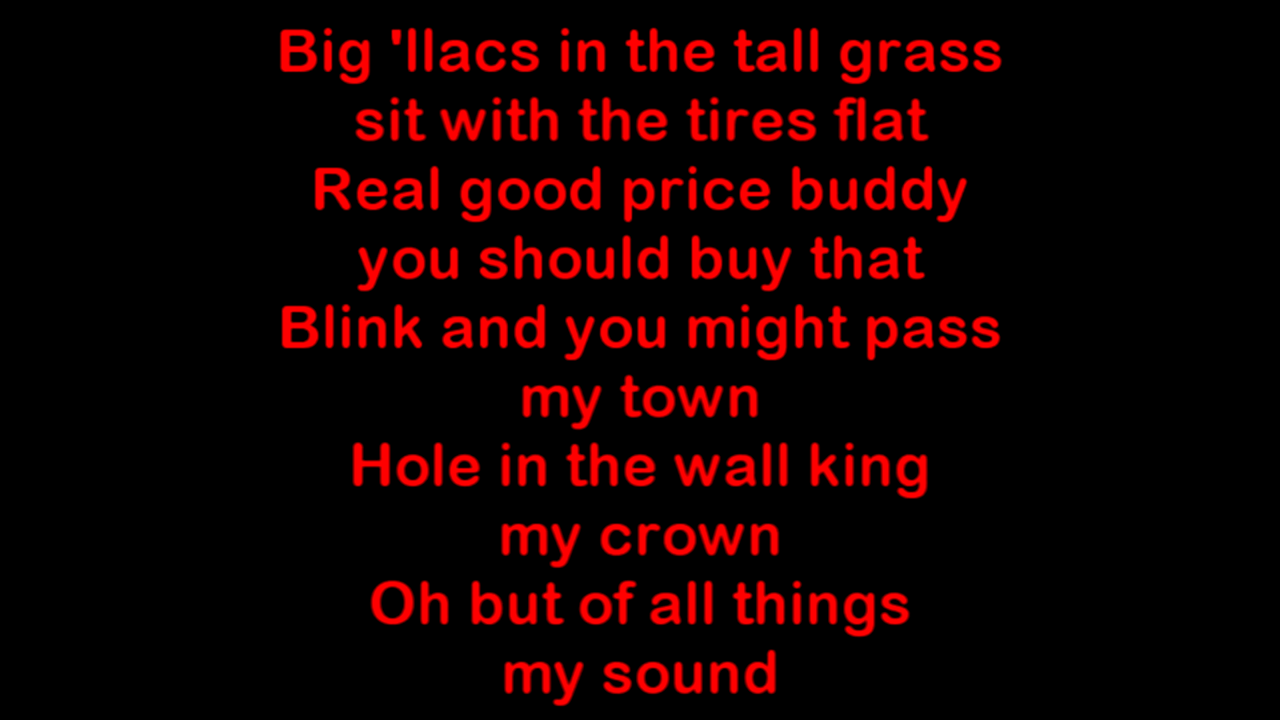 Big 'llacs in the tall grass
sit with the tires flat
Real good price buddy
you should buy that
Blink and you might pass
my town
Hole in the wall king
my crown
Oh but of all things
my sound